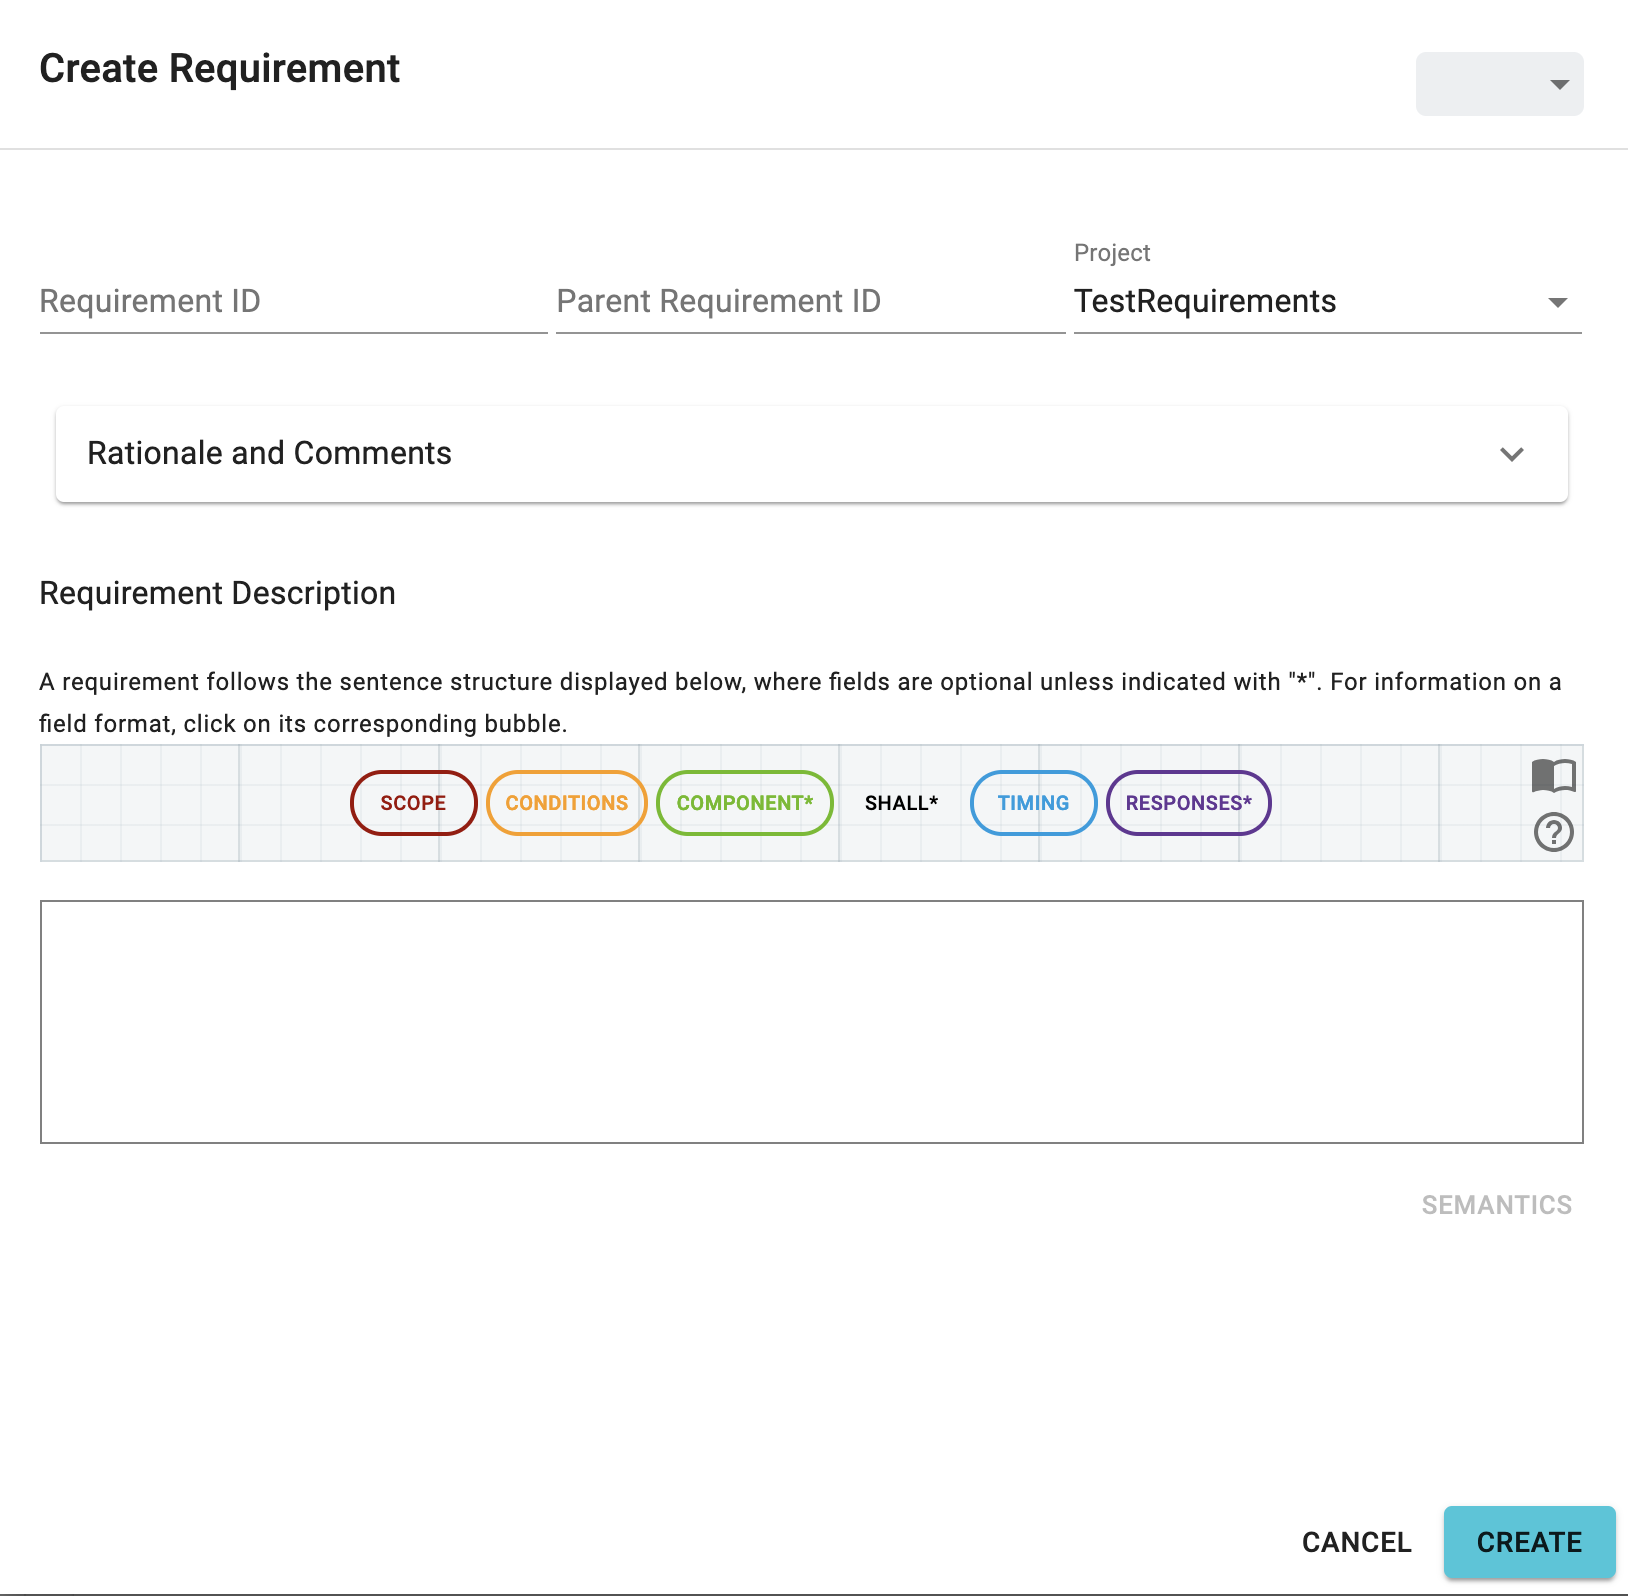 Create Requirement
Project
Requirement ID
Parent Requirement ID
TestRequirements
Rationale and Comments
Requirement Description
A requirement follows the sentence structure displayed below, where fields are optional unless indicated with "*". For information on a
field format, click on its corresponding bubble.
SCOPE CONDITIONS COMPONENT* SHALL* TIMING RESPONSES*
?
SEMANTICS
CANCEL CREATE